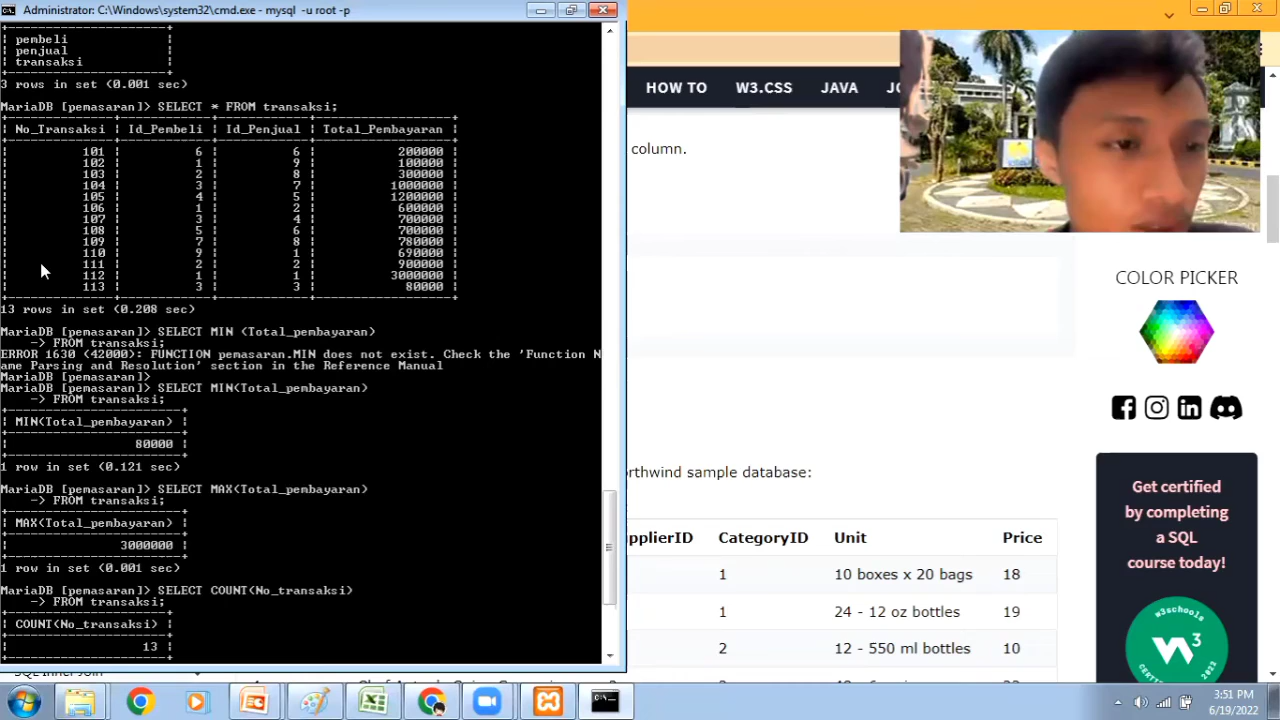 Administrator: C:\Windows\system32\cmd.exe - mysql -u root -p
pembeli
penjual
transaksi
3 rows in set (0.001 sec)
MariaDB [pemasaran]> SELECT * FROM transaksi;
No_Transaksi | Id_Pembeli | Id_Penjual | Total_Pembayaran
101 | 6 | 6 | 200000
102 | 1 | 9 | 100000
103 | 2 | 8 | 300000
104 | 3 | 7 | 1000000
105 | 4 | 5 | 1200000
106 | 1 | 2 | 600000
107 | 3 | 4 | 700000
108 | 5 | 6 | 700000
109 | 7 | 8 | 780000
110 | 9 | 1 | 690000
111 | 2 | 2 | 900000
112 | 1 | 1 | 3000000
113 | 3 | 3 | 80000
13 rows in set (0.208 sec)
MariaDB [pemasaran]> SELECT MIN (Total_pembayaran)
-> FROM transaksi;
ERROR 1630 (42000): FUNCTION pemasaran.MIN does not exist. Check the 'Function N
ame Parsing and Resolution' section in the Reference Manual
MariaDB [pemasaran]>
MariaDB [pemasaran]> SELECT MIN(Total_pembayaran)
-> FROM transaksi;
MIN(Total_pembayaran)
80000
1 row in set (0.121 sec)
MariaDB [pemasaran]> SELECT MAX(Total_pembayaran)
-> FROM transaksi;
MAX(Total_pembayaran)
3000000
1 row in set (0.001 sec)
MariaDB [pemasaran]> SELECT COUNT(No_transaksi)
-> FROM transaksi;
COUNT(No_transaksi)
13
HOW TO W3.CSS JAVA
column.
COLOR PICKER
rthwind sample database:
pplierID CategoryID Unit Price
1 10 boxes x 20 bags 18
1 24 - 12 oz bottles 19
2 12 - 550 ml bottles 10
Get certified
by completing
a SQL
course today!
W3
3:51 PM
6/19/2022